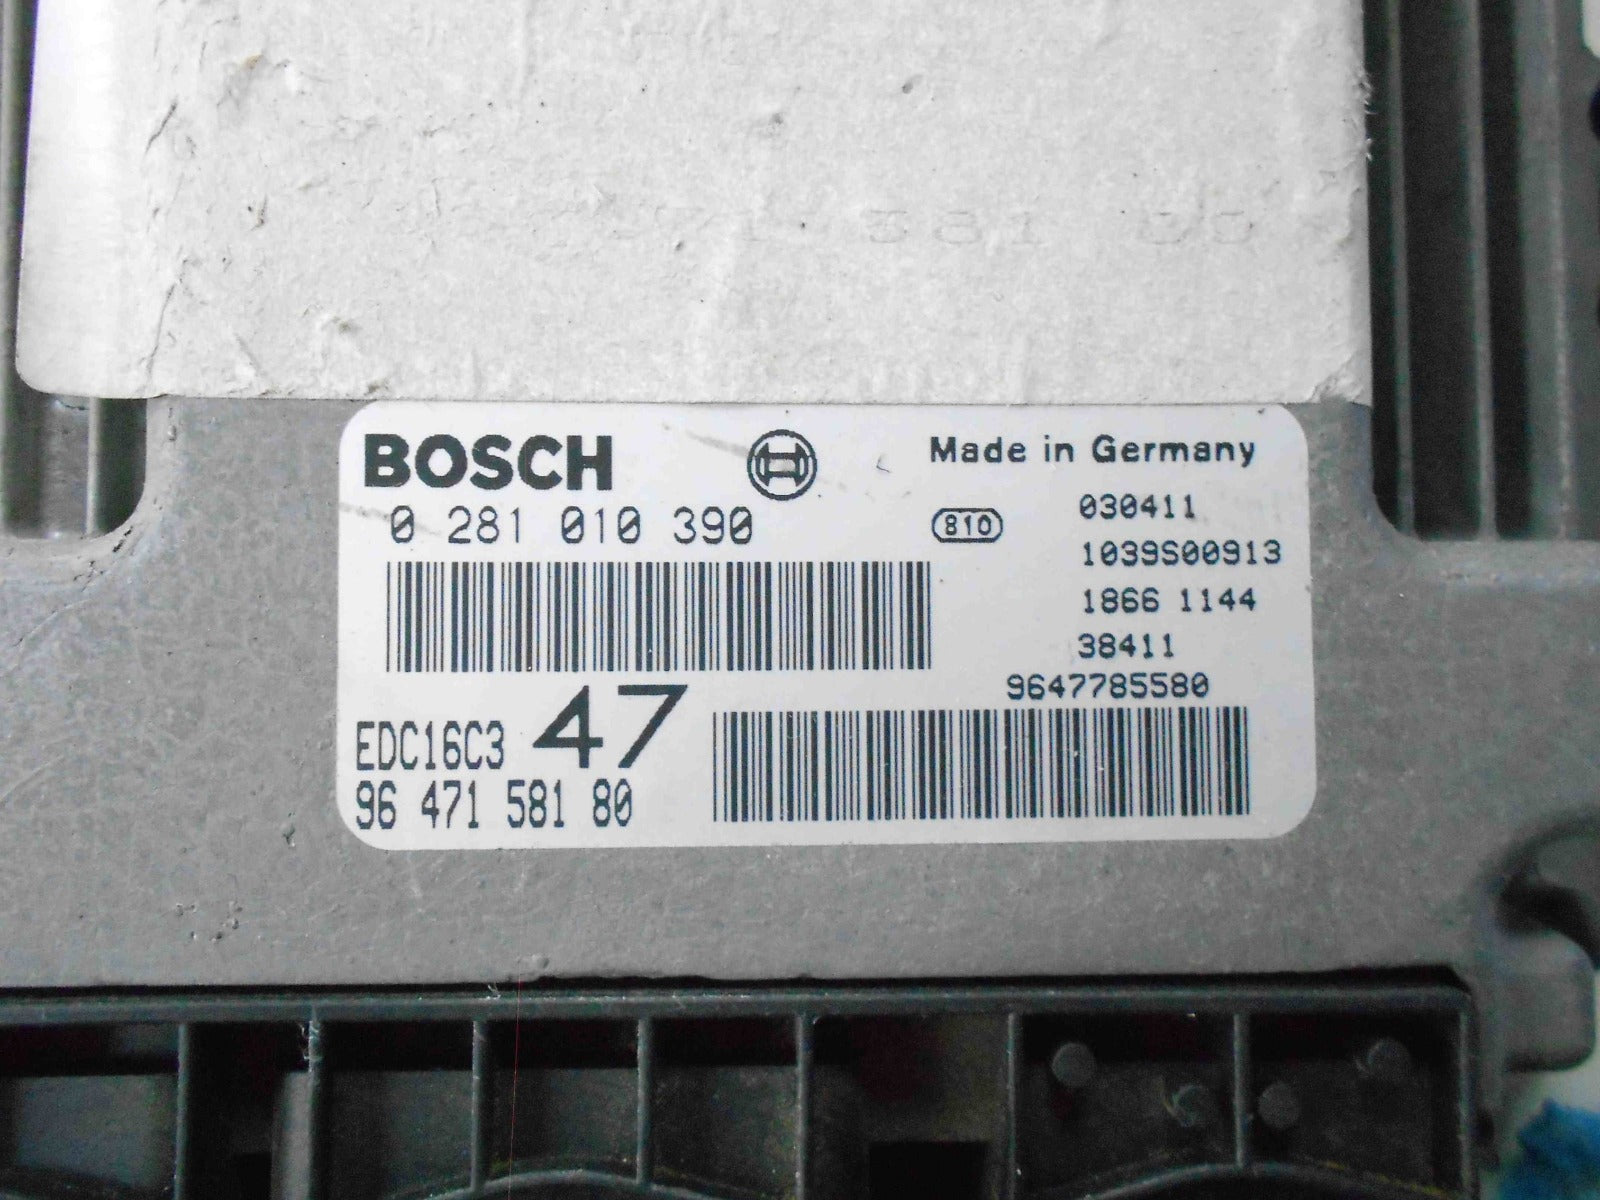 581
BOSCH
Made in Germany
0 281 010 390
810
030411
1039S00913
1866 1144
38411
9647785580
EDC16C3 47
96 471 581 80